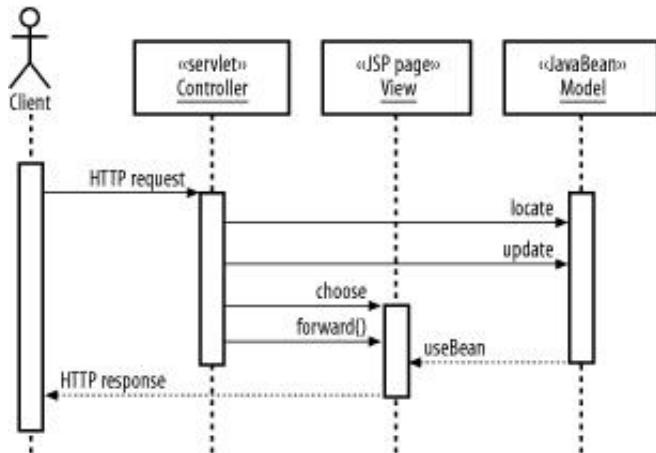 «servlet»
Controller
«JSP page»
View
«JavaBean»
Model
Client
HTTP request
locate
update
choose
forward()
useBean
HTTP response